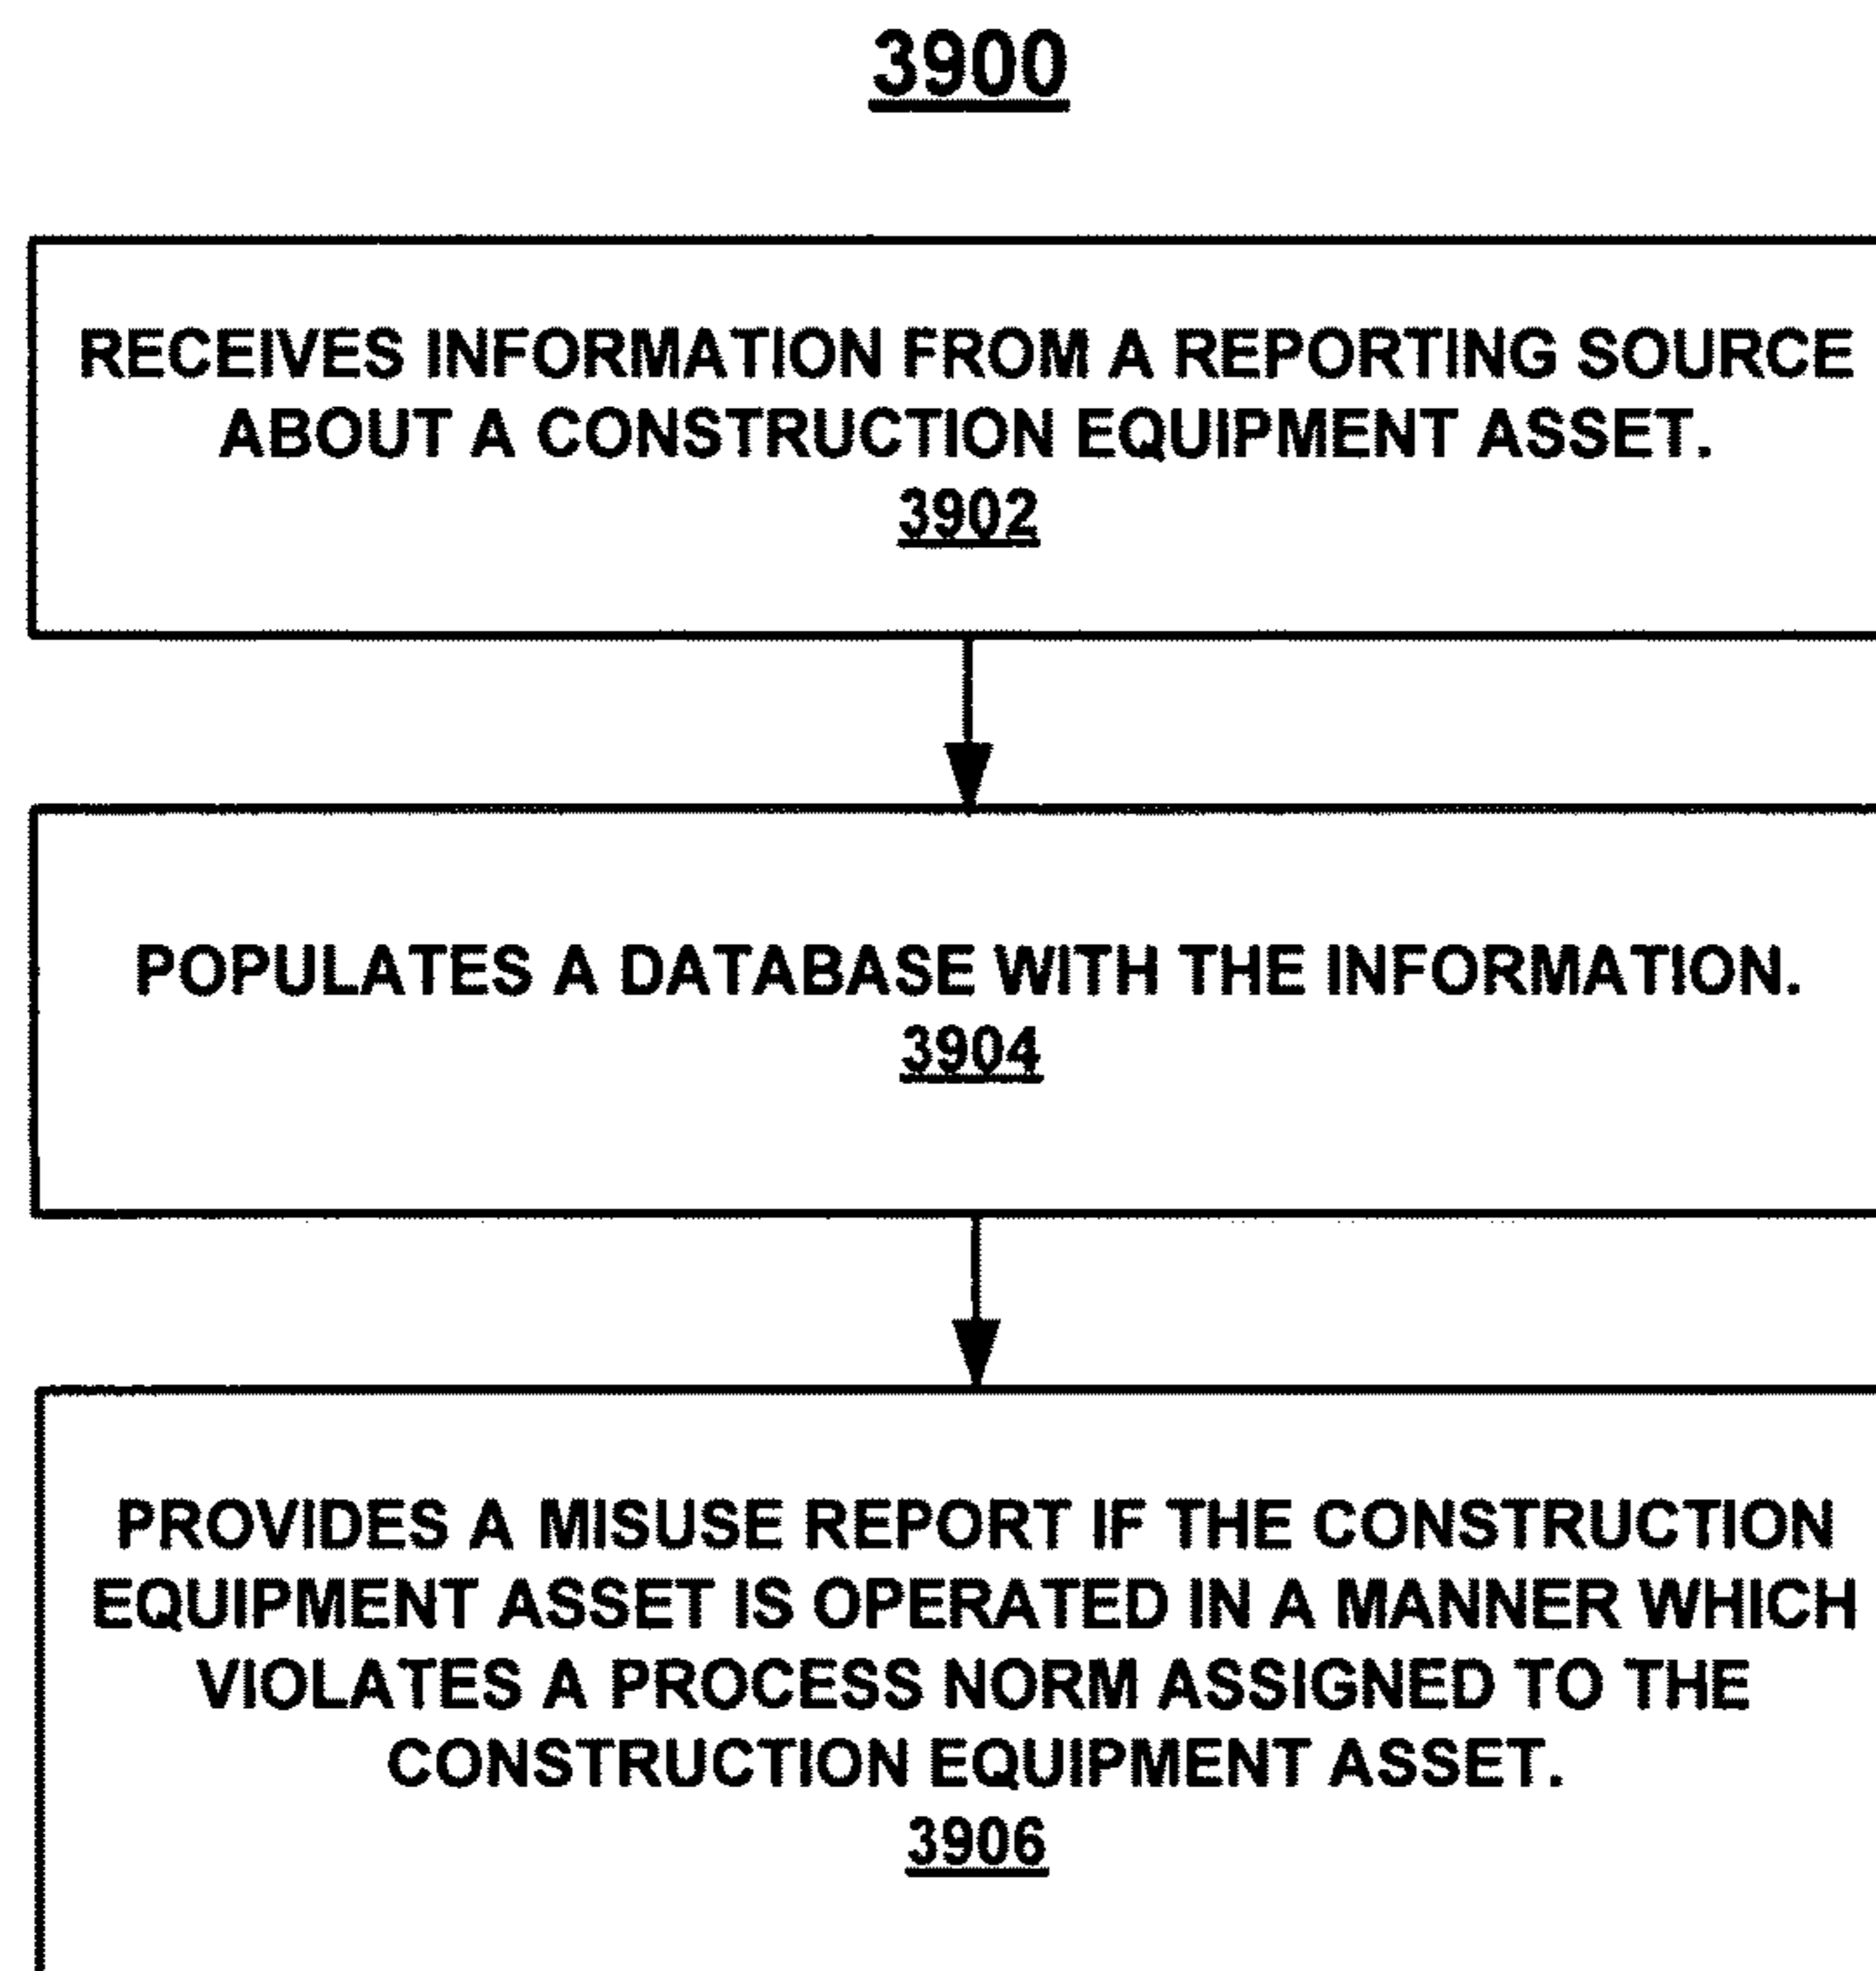 3900
RECEIVES INFORMATION FROM A REPORTING SOURCE
ABOUT A CONSTRUCTION EQUIPMENT ASSET.
3902
POPULATES A DATABASE WITH THE INFORMATION.
3904
PROVIDES A MISUSE REPORT IF THE CONSTRUCTION
EQUIPMENT ASSET IS OPERATED IN A MANNER WHICH
VIOLATES A PROCESS NORM ASSIGNED TO THE
CONSTRUCTION EQUIPMENT ASSET.
3906